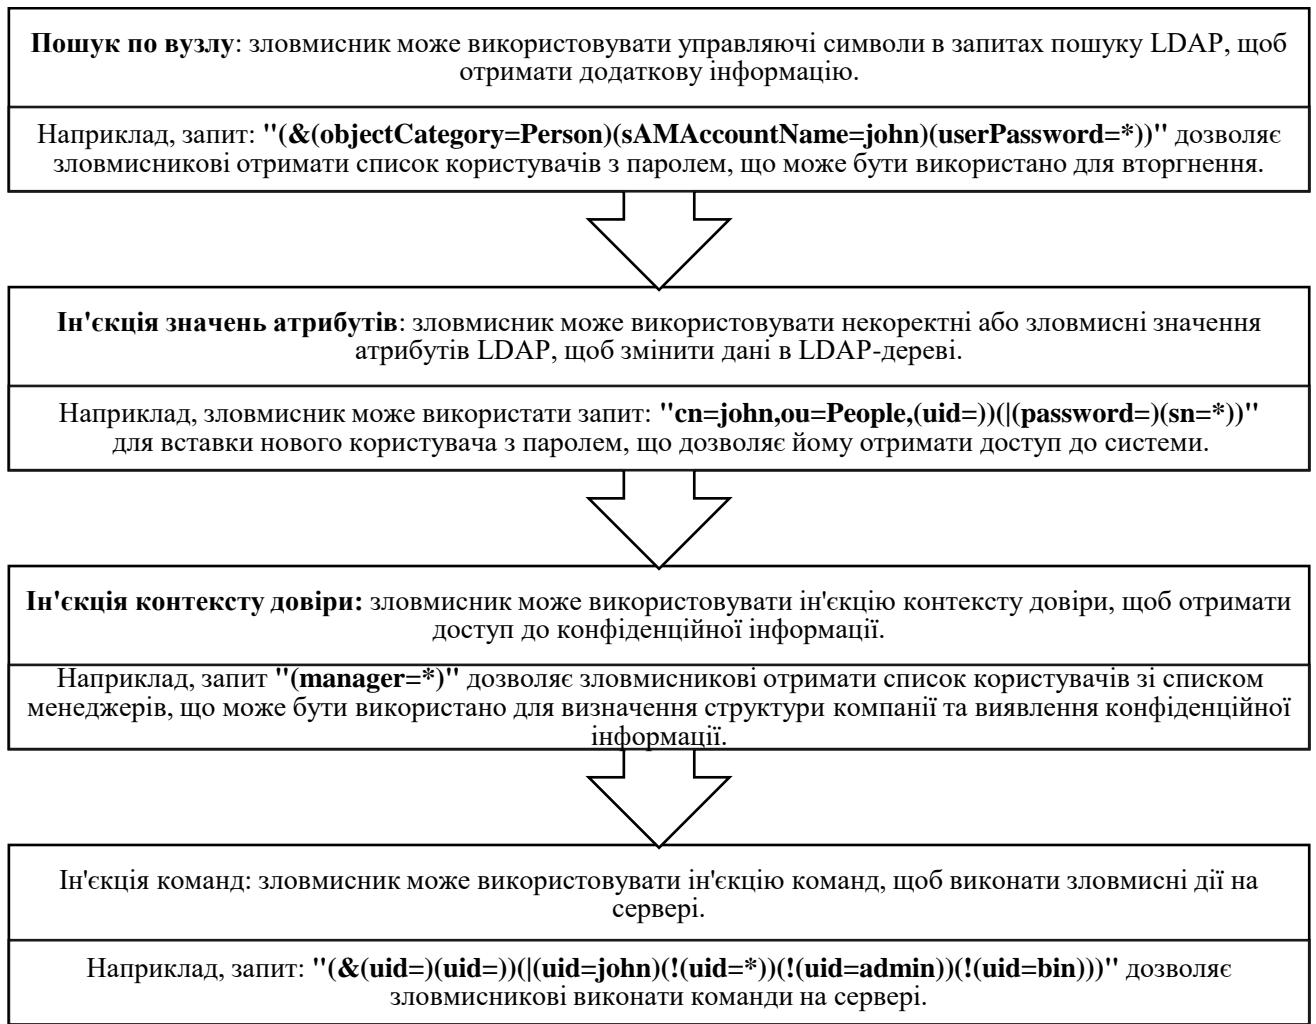 Пошук по вузлу: зловмисник може використовувати управляючі символи в запитах пошуку LDAP, щоб
отримати додаткову інформацію.
Наприклад, запит: "(&(objectCategory=Person)(sAMAccountName=john)(userPassword=*))" дозволяє
зловмисникові отримати список користувачів з паролем, що може бути використано для вторгнення.
Ін'єкція значень атрибутів: зловмисник може використовувати некоректні або зловмисні значення
атрибутів LDAP, щоб змінити дані в LDAP-дереві.
Наприклад, зловмисник може використати запит: "cn=john,ou=People,(uid=))(|(password=)(sn=*))"
для вставки нового користувача з паролем, що дозволяє йому отримати доступ до системи.
Ін'єкція контексту довіри: зловмисник може використовувати ін'єкцію контексту довіри, щоб отримати
доступ до конфіденційної інформації.
Наприклад, запит "(manager=*)" дозволяє зловмисникові отримати список користувачів зі списком
менеджерів, що може бути використано для визначення структури компанії та виявлення конфіденційної
інформації.
Ін'єкція команд: зловмисник може використовувати ін'єкцію команд, щоб виконати зловмисні дії на
сервері.
Наприклад, запит: "(&(uid=)(uid=))(|(uid=john)(!(uid=*))(!(uid=admin))(!(uid=bin)))" дозволяє
зловмисникові виконати команди на сервері.